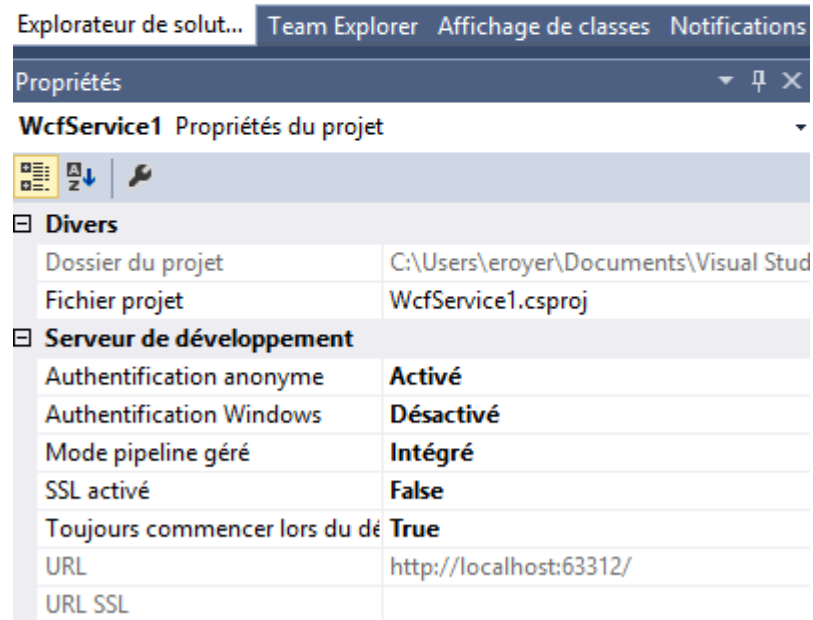 Explorateur de solut... Team Explorer Affichage de classes Notifications
Propriétés
WcfService1 Propriétés du projet
Divers
Dossier du projet C:\Users\eroyer\Documents\Visual Stud
Fichier projet WcfService1.csproj
Serveur de développement
Authentification anonyme Activé
Authentification Windows Désactivé
Mode pipeline géré Intégré
SSL activé False
Toujours commencer lors du dé True
URL http://localhost:63312/
URL SSL